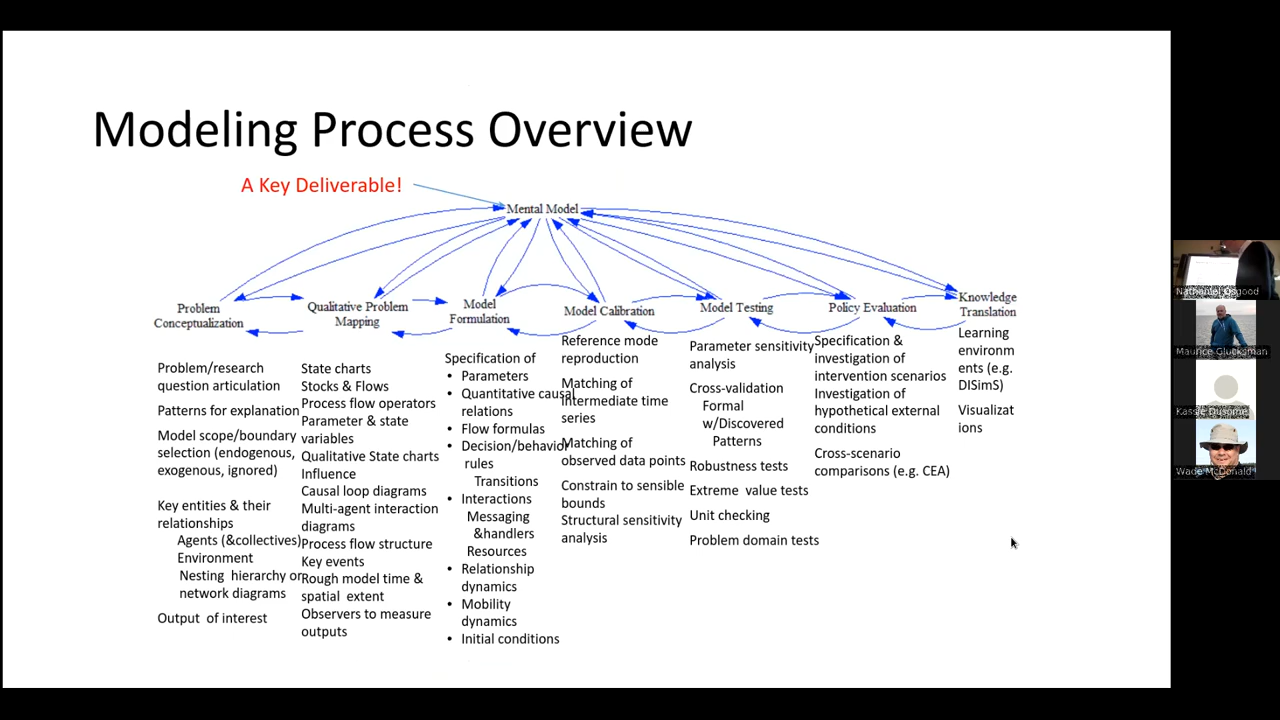 Modeling Process Overview
A Key Deliverable!
Mental Model
Problem
Conceptualization
Qualitative Problem
Mapping
Model
Formulation
Model Calibration
Model Testing
Policy Evaluation
Knowledge
Translation
Problem/research
question articulation
Patterns for explanation
Model scope/boundary
selection (endogenous,
exogenous, ignored)
Key entities & their
relationships
Agents (&collectives)
Environment
Nesting hierarchy or
network diagrams
Output of interest
State charts
Stocks & Flows
Process flow operators
Parameter & state
variables
Qualitative State charts
Influence
Causal loop diagrams
Multi-agent interaction
diagrams
Process flow structure
Key events
Rough model time &
spatial extent
Observers to measure
outputs
Specification of
• Parameters
• Quantitative causal
relations
• Flow formulas
• Decision/behavior
rules
Transitions
• Interactions
Messaging
&handlers
Resources
• Relationship
dynamics
• Mobility
dynamics
• Initial conditions
Reference mode
reproduction
Matching of
intermediate time
series
Matching of
observed data points
Constrain to sensible
bounds
Structural sensitivity
analysis
Parameter sensitivity
analysis
Cross-validation
Formal
w/Discovered
Patterns
Robustness tests
Extreme value tests
Unit checking
Problem domain tests
Specification &
investigation of
intervention scenarios
Investigation of
hypothetical external
conditions
Cross-scenario
comparisons (e.g. CEA)
Learning
environm
ents (e.g.
DISimS)
Visualizat
ions
Nathaniel Osgood
Maurice Glucksman
Kassie
Wade McDonald